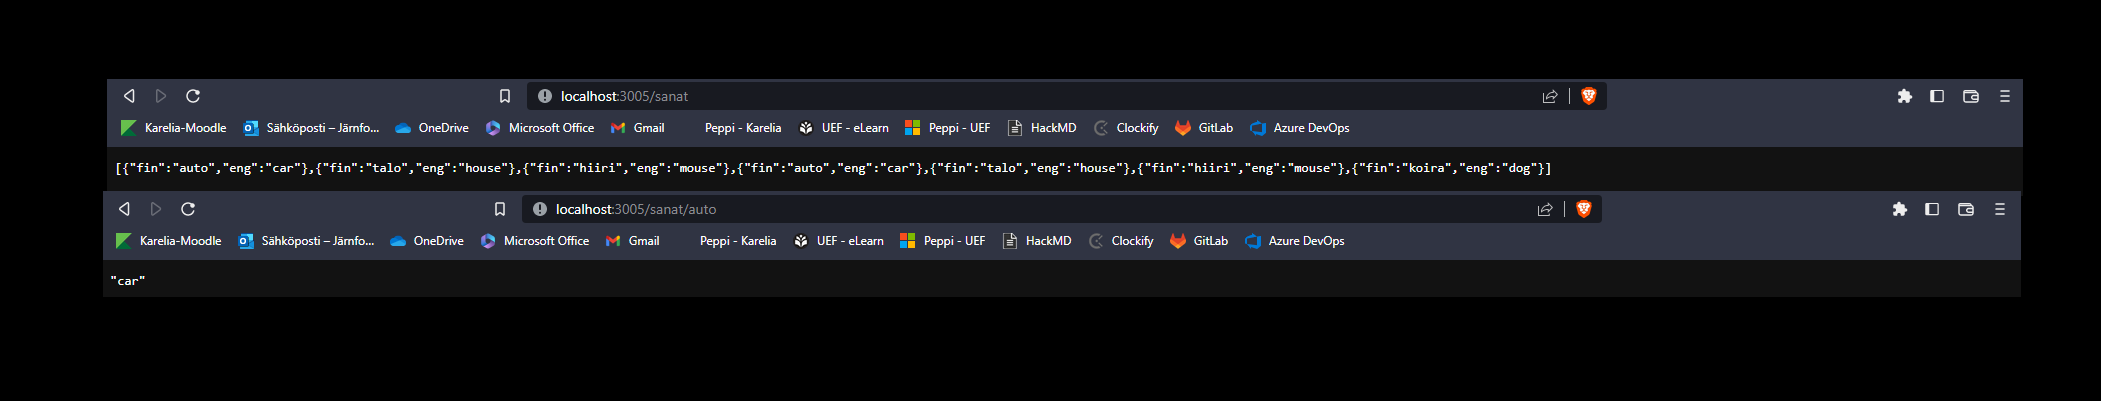 localhost:3005/sanat
Karelia-Moodle Sähköposti – Järnfo... OneDrive Microsoft Office Gmail Peppi - Karelia UEF - eLearn Peppi - UEF HackMD Clockify GitLab Azure DevOps
[{"fin":"auto","eng":"car"},{"fin":"talo","eng":"house"},{"fin":"hiiri","eng":"mouse"},{"fin":"auto","eng":"car"},{"fin":"talo","eng":"house"},{"fin":"hiiri","eng":"mouse"},{"fin":"koira","eng":"dog"}]
localhost:3005/sanat/auto
Karelia-Moodle Sähköposti – Järnfo... OneDrive Microsoft Office Gmail Peppi - Karelia UEF - eLearn Peppi - UEF HackMD Clockify GitLab Azure DevOps
"car"